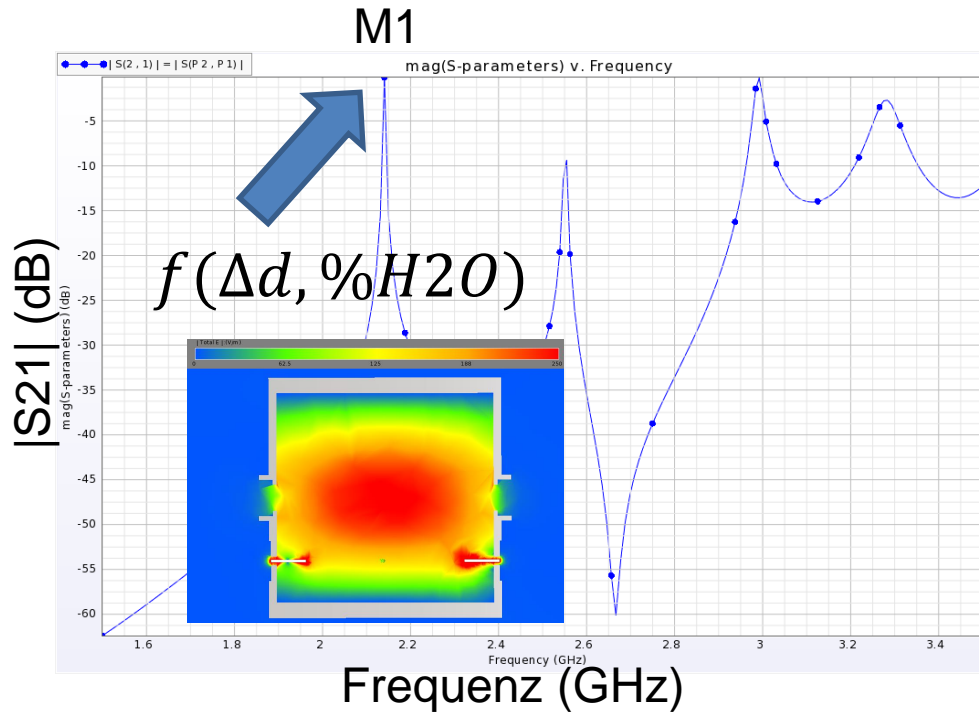 M1
| S(2 , 1) | = | S(P 2 , P 1) |
mag(S-parameters) v. Frequency
-5
-10
-15
-20
-25
-30
-35
-40
-45
-50
-55
-60
|S21| (dB)
mag(S-parameters) (dB)
f(Δd, %H2O)
|Total E| (V/m)
0 62.5 125 188 250
1.6 1.8 2 2.2 2.4 2.6 2.8 3 3.2 3.4
Frequency (GHz)
Frequenz (GHz)